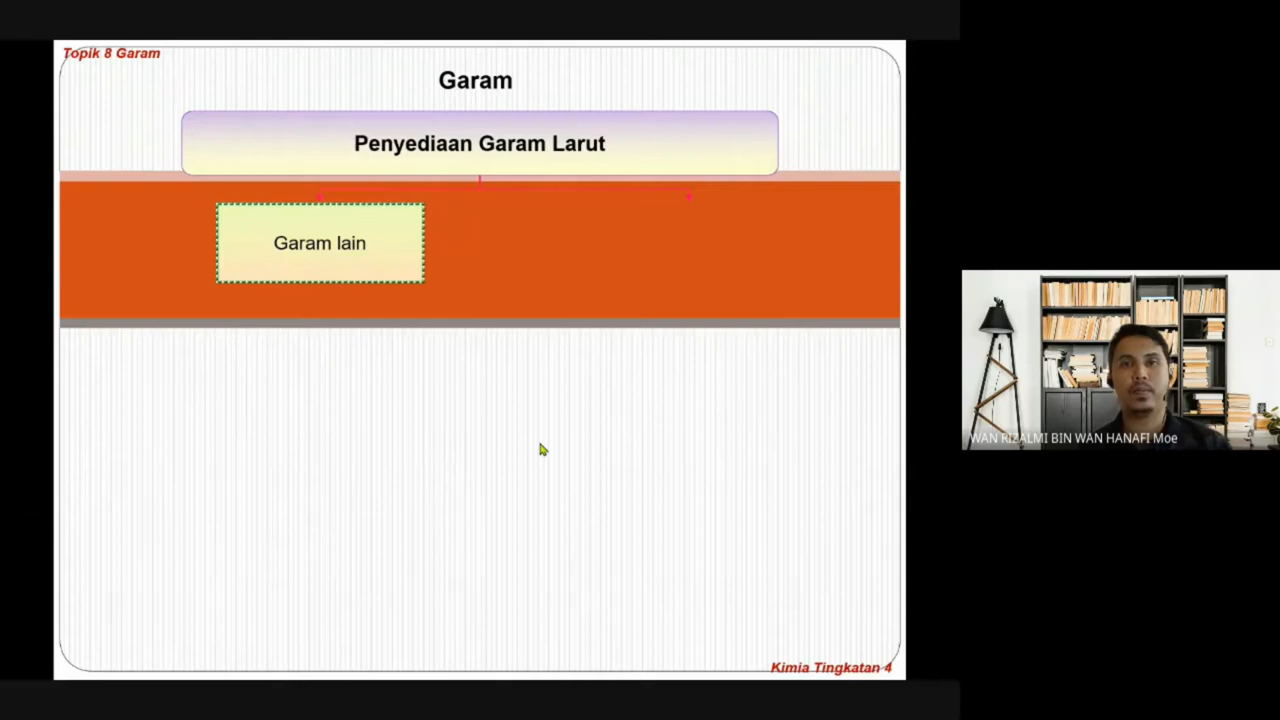 Topik 8 Garam
Garam
Penyediaan Garam Larut
Garam lain
WAN RIZALMI BIN WAN HANAFI Moe
Kimia Tingkatan 4